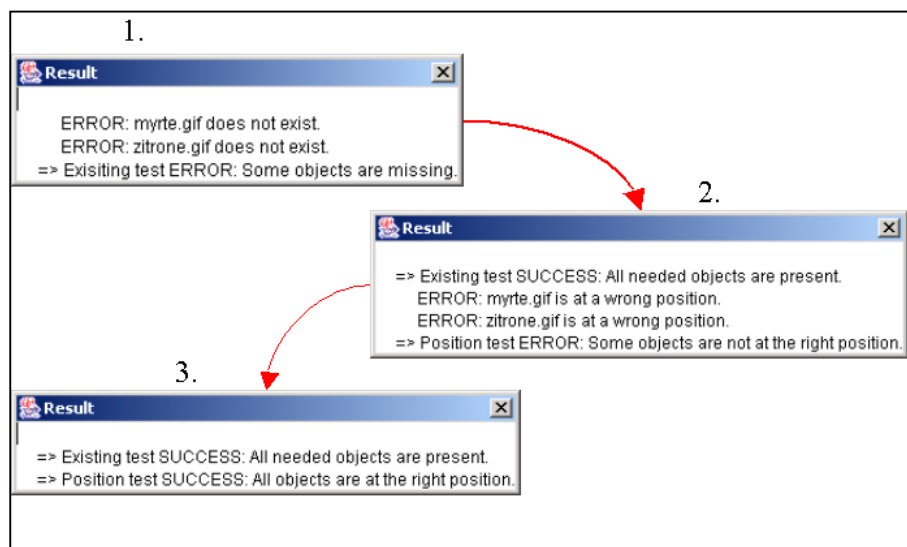 1.
Result
ERROR: myrte.gif does not exist.
ERROR: zitrone.gif does not exist.
=> Exisiting test ERROR: Some objects are missing.
2.
Result
=> Existing test SUCCESS: All needed objects are present.
ERROR: myrte.gif is at a wrong position.
ERROR: zitrone.gif is at a wrong position.
=> Position test ERROR: Some objects are not at the right position.
3.
Result
=> Existing test SUCCESS: All needed objects are present.
=> Position test SUCCESS: All objects are at the right position.